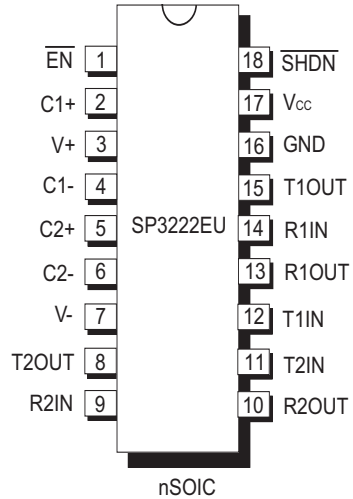 EN 1 18 SHDN
C1+ 2 17 Vcc
V+ 3 16 GND
C1- 4 15 T1OUT
C2+ 5 SP3222EU 14 R1IN
C2- 6 13 R1OUT
V- 7 12 T1IN
T2OUT 8 11 T2IN
R2IN 9 10 R2OUT
nSOIC